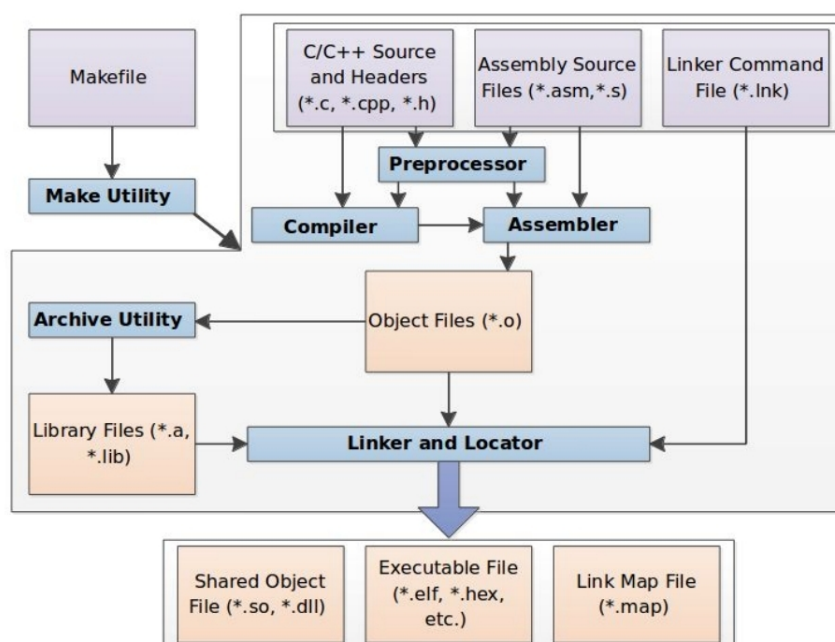 Makefile
C/C++ Source
and Headers
(*.c, *.cpp, *.h)
Assembly Source
Files (*.asm,*.s)
Linker Command
File (*.lnk)
Preprocessor
Make Utility
Compiler
Assembler
Archive Utility
Object Files (*.o)
Library Files (*.a,
*.lib)
Linker and Locator
Shared Object
File (*.so, *.dll)
Executable File
(*.elf, *.hex,
etc.)
Link Map File
(*.map)